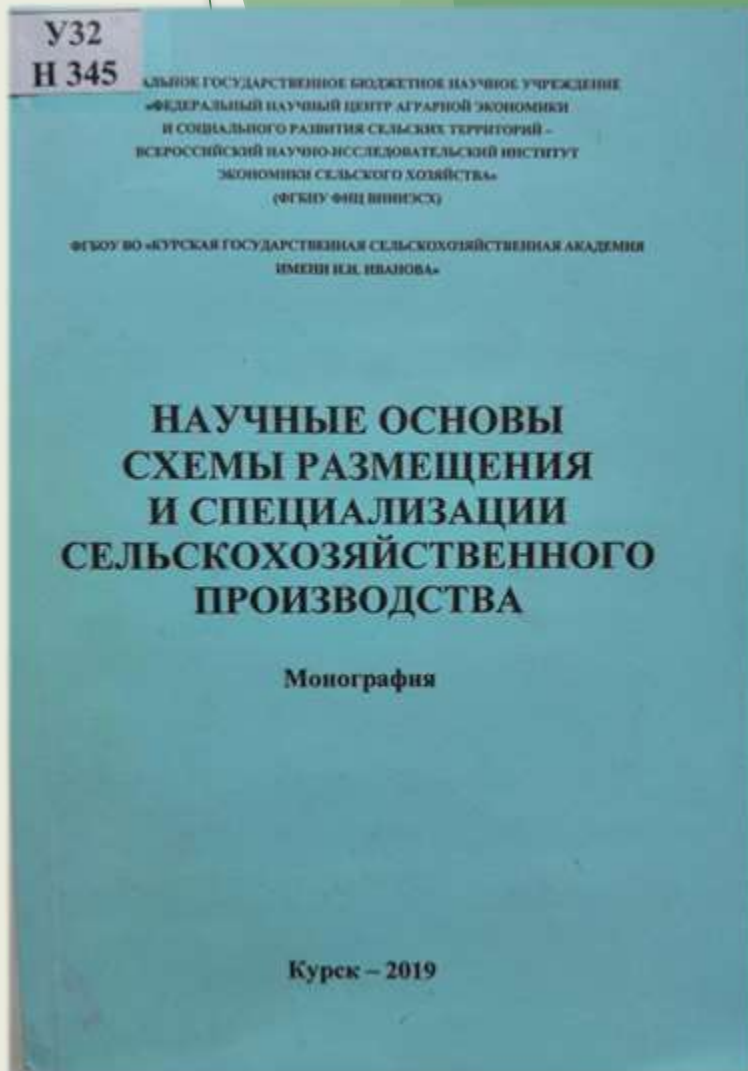 У32
Н 345
АЛЬНОЕ ГОСУДАРСТВЕННОЕ БЮДЖЕТНОЕ НАУЧНОЕ УЧРЕЖДЕНИЕ
«ФЕДЕРАЛЬНЫЙ НАУЧНЫЙ ЦЕНТР АГРАРНОЙ ЭКОНОМИКИ
И СОЦИАЛЬНОГО РАЗВИТИЯ СЕЛЬСКИХ ТЕРРИТОРИЙ –
ВСЕРОССИЙСКИЙ НАУЧНО-ИССЛЕДОВАТЕЛЬСКИЙ ИНСТИТУТ
ЭКОНОМИКИ СЕЛЬСКОГО ХОЗЯЙСТВА»
(ФГБНУ ФНЦ ВНИИЭСХ)
ФГБОУ ВО «КУРСКАЯ ГОСУДАРСТВЕННАЯ СЕЛЬСКОХОЗЯЙСТВЕННАЯ АКАДЕМИЯ
ИМЕНИ И.И. ИВАНОВА»
НАУЧНЫЕ ОСНОВЫ
СХЕМЫ РАЗМЕЩЕНИЯ
И СПЕЦИАЛИЗАЦИИ
СЕЛЬСКОХОЗЯЙСТВЕННОГО
ПРОИЗВОДСТВА
Монография
Курск – 2019